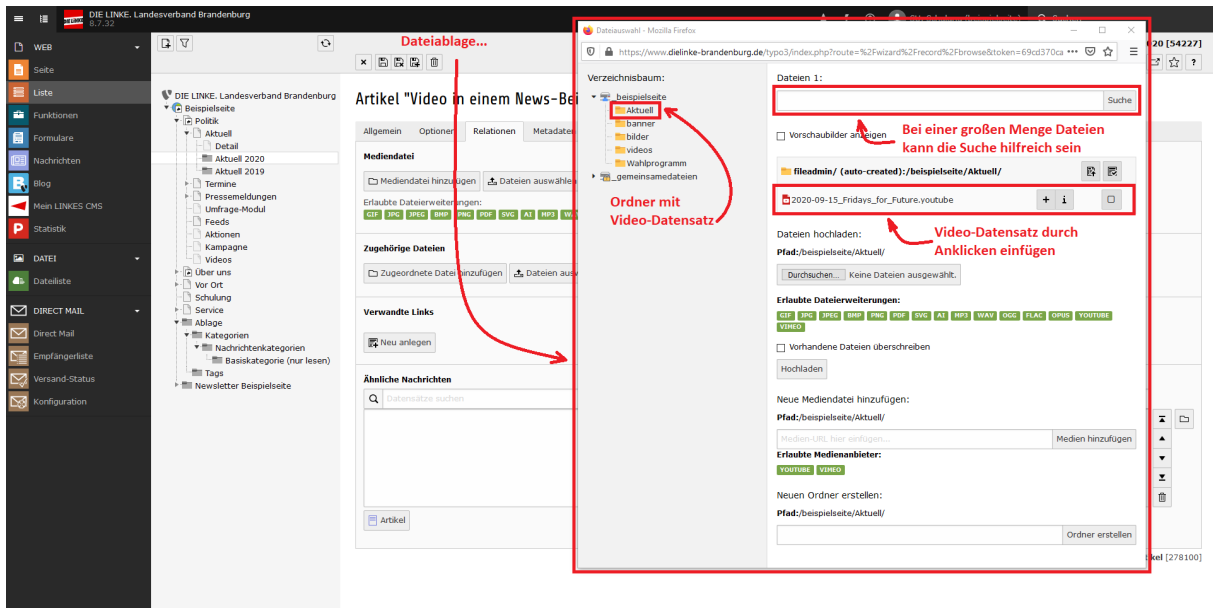 DIE LINKE. Landesverband Brandenburg
8.7.32
WEB
Seite
Liste
Funktionen
Formulare
Nachrichten
Blog
Mein LINKES CMS
Statistik
DATEI
Dateiliste
DIRECT MAIL
Direct Mail
Empfängerliste
Versand-Status
Konfiguration
DIE LINKE. Landesverband Brandenburg
Beispielseite
Politik
Aktuell
Detail
Aktuell 2020
Aktuell 2019
Termine
Pressemeldungen
Umfrage-Modul
Feeds
Aktionen
Kampagne
Videos
Über uns
Vor Ort
Schulung
Service
Ablage
Kategorien
Nachrichtenkategorien
Basiskategorie (nur lesen)
Tags
Newsletter Beispielseite
Dateiablage...
20 [54227]
Artikel "Video in einem News-Bei
Allgemein Optionen Relationen Metadaten
Mediendatei
Mediendatei hinzufügen Dateien auswählen
Erlaubte Dateierweiterungen:
GIF JPG JPEG BMP PNG PDF SVG AI MP3
Zugehörige Dateien
Zugeordnete Datei hinzufügen Dateien ausw
Verwandte Links
Neu anlegen
Ähnliche Nachrichten
Datensätze suchen
Artikel
kel [278100]
Dateiauswahl - Mozilla Firefox
https://www.dielinke-brandenburg.de/typo3/index.php?route=%2Fwizard%2Frecord%2Fbrowse&token=69cd370ca
Verzeichnisbaum:
_beispielseite
Aktuell
banner
bilder
videos
Wahlprogramm
_gemeinsamedateien
Ordner mit
Video-Datensatz
Dateien 1:
Suche
Vorschaubilder anzeigen
Bei einer großen Menge Dateien
kann die Suche hilfreich sein
fileadmin/ (auto-created):/beispielseite/Aktuell/
2020-09-15_Fridays_for_Future.youtube
Video-Datensatz durch
Anklicken einfügen
Dateien hochladen:
Pfad:/beispielseite/Aktuell/
Durchsuchen... Keine Dateien ausgewählt.
Erlaubte Dateierweiterungen:
GIF JPG JPEG BMP PNG PDF SVG AI MP3 WAV OGG FLAC OPUS YOUTUBE
VIMEO
Vorhandene Dateien überschreiben
Hochladen
Neue Mediendatei hinzufügen:
Pfad:/beispielseite/Aktuell/
Medien-URL hier einfügen... Medien hinzufügen
Erlaubte Medienanbieter:
YOUTUBE VIMEO
Neuen Ordner erstellen:
Pfad:/beispielseite/Aktuell/
Ordner erstellen